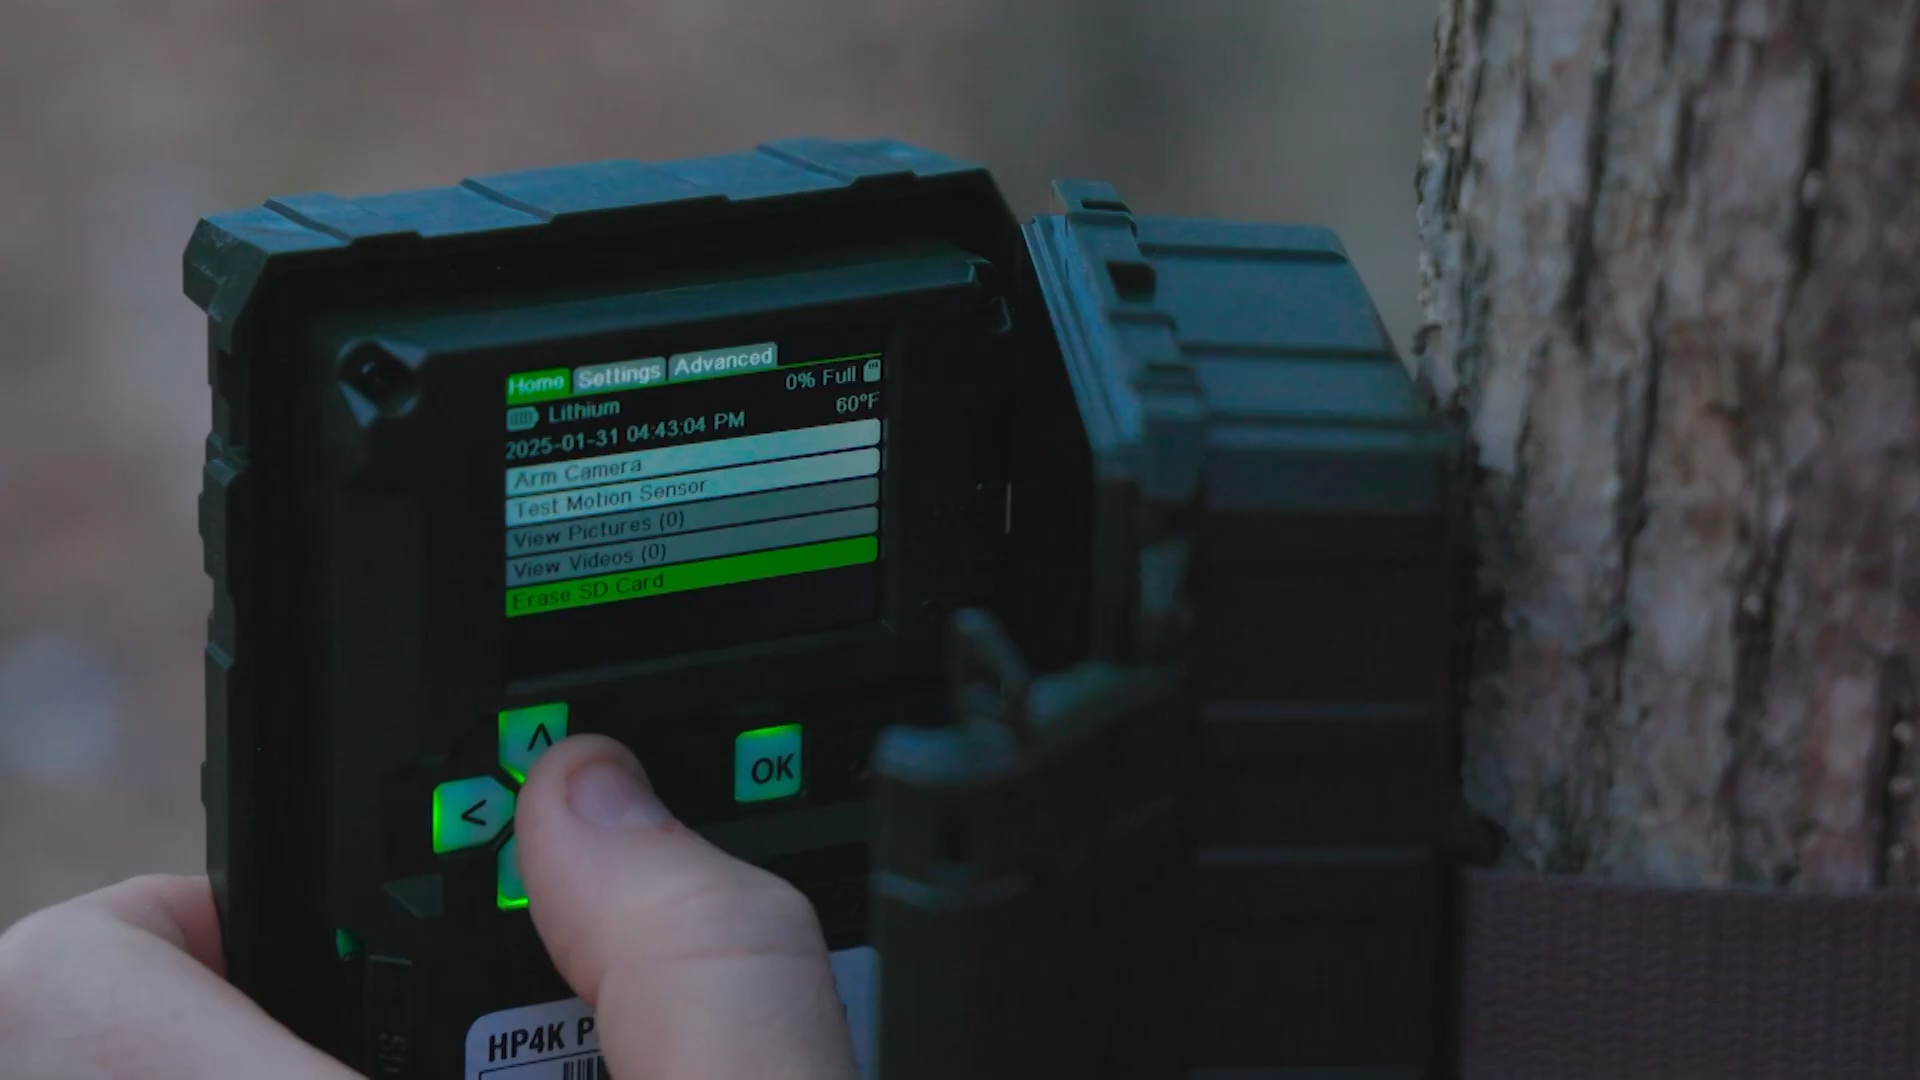 Home Settings Advanced
0% Full
Lithium 60°F
2025-01-31 04:43:04 PM
Arm Camera
Test Motion Sensor
View Pictures (0)
View Videos (0)
Erase SD Card
^
OK
<
SD
HP4K P